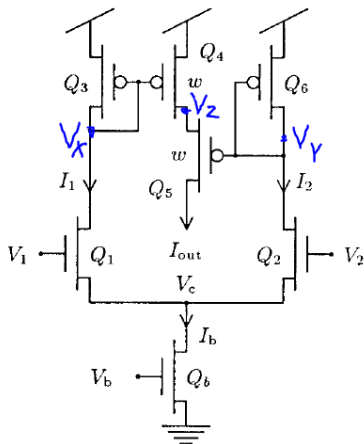 Q4
Q3 w Q6
VZ
VX w VY
I1 Q5 I2
V1 Q1 Iout Q2 V2
Vc
Ib
Vb Qb